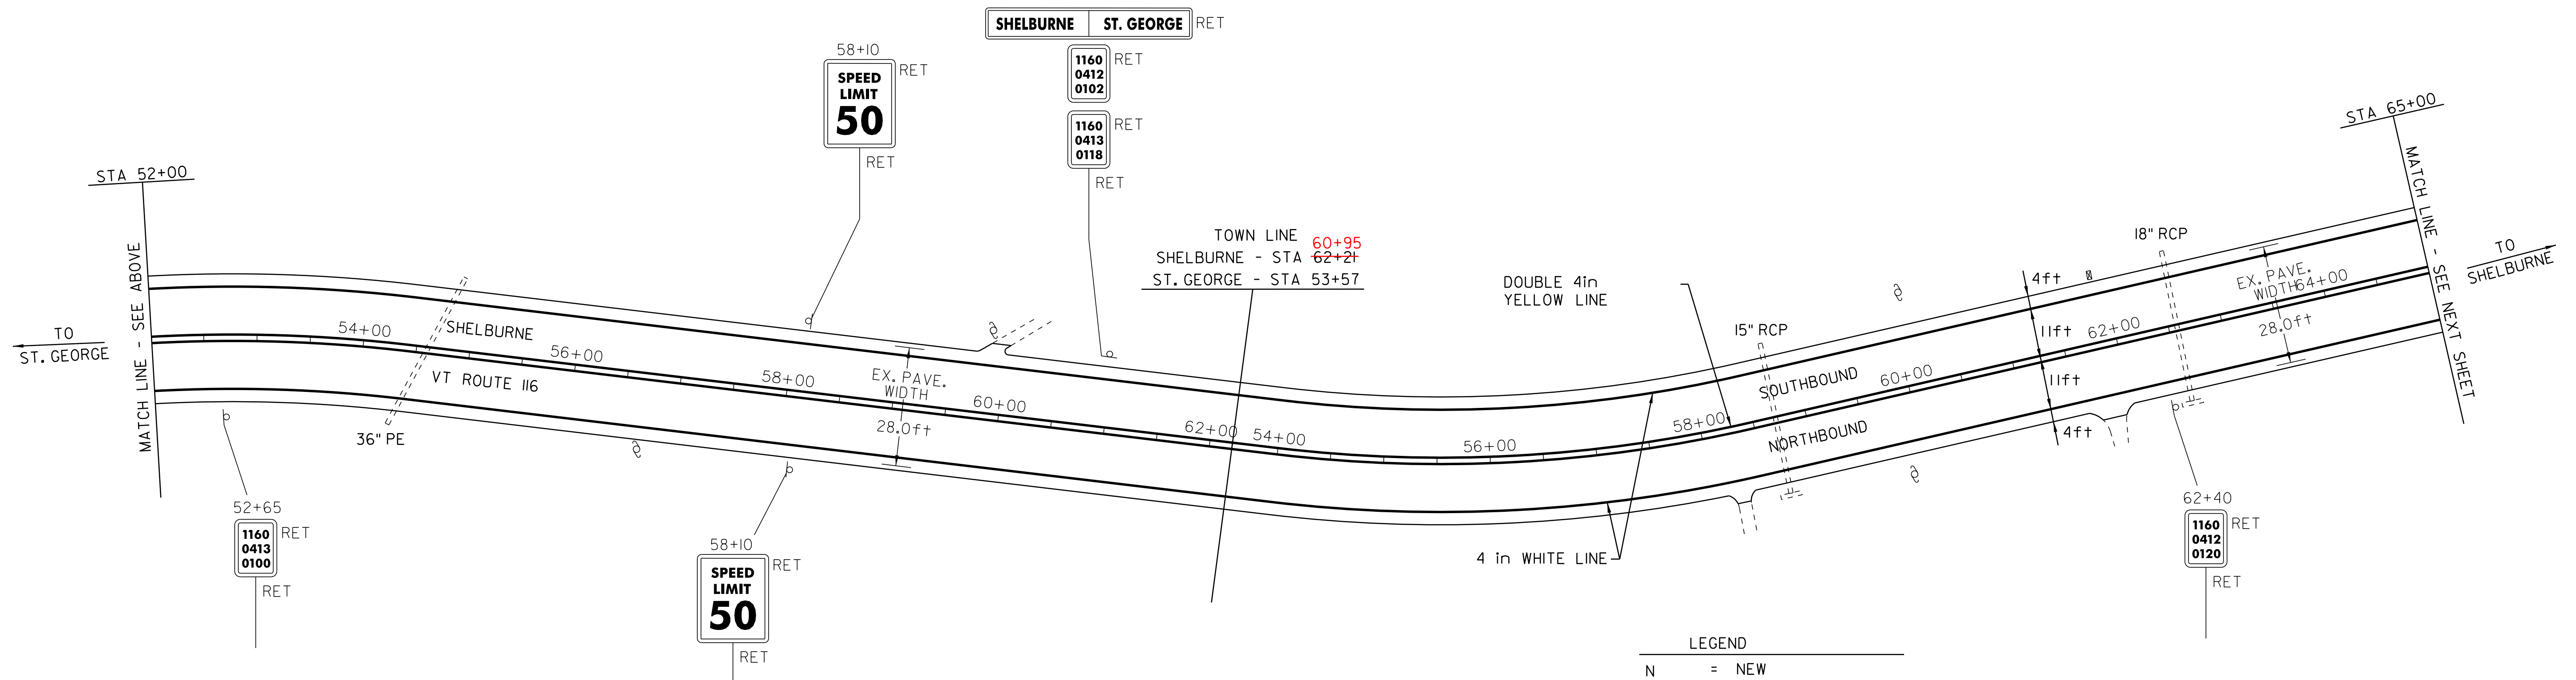 SHELBURNE ST. GEORGE RET
1160
0412
0102
RET
1160
0413
0118
RET
RET
58+10
SPEED
LIMIT
50
RET
RET
STA 52+00
MATCH LINE - SEE ABOVE
TO
ST. GEORGE
STA 65+00
MATCH LINE - SEE NEXT SHEET
TO
SHELBURNE
TOWN LINE
60+95
SHELBURNE - STA 62+21
ST. GEORGE - STA 53+57
DOUBLE 4in
YELLOW LINE
15" RCP
18" RCP
4ft
11ft
11ft
4ft
EX. PAVE.
WIDTH
28.0ft
54+00
SHELBURNE
56+00
58+00
EX. PAVE.
WIDTH
28.0ft
60+00
62+00
54+00
56+00
58+00
60+00
62+00
64+00
SOUTHBOUND
NORTHBOUND
VT ROUTE 116
36" PE
52+65
1160
0413
0100
RET
RET
58+10
SPEED
LIMIT
50
RET
RET
4 in WHITE LINE
62+40
1160
0412
0120
RET
RET
LEGEND
N = NEW